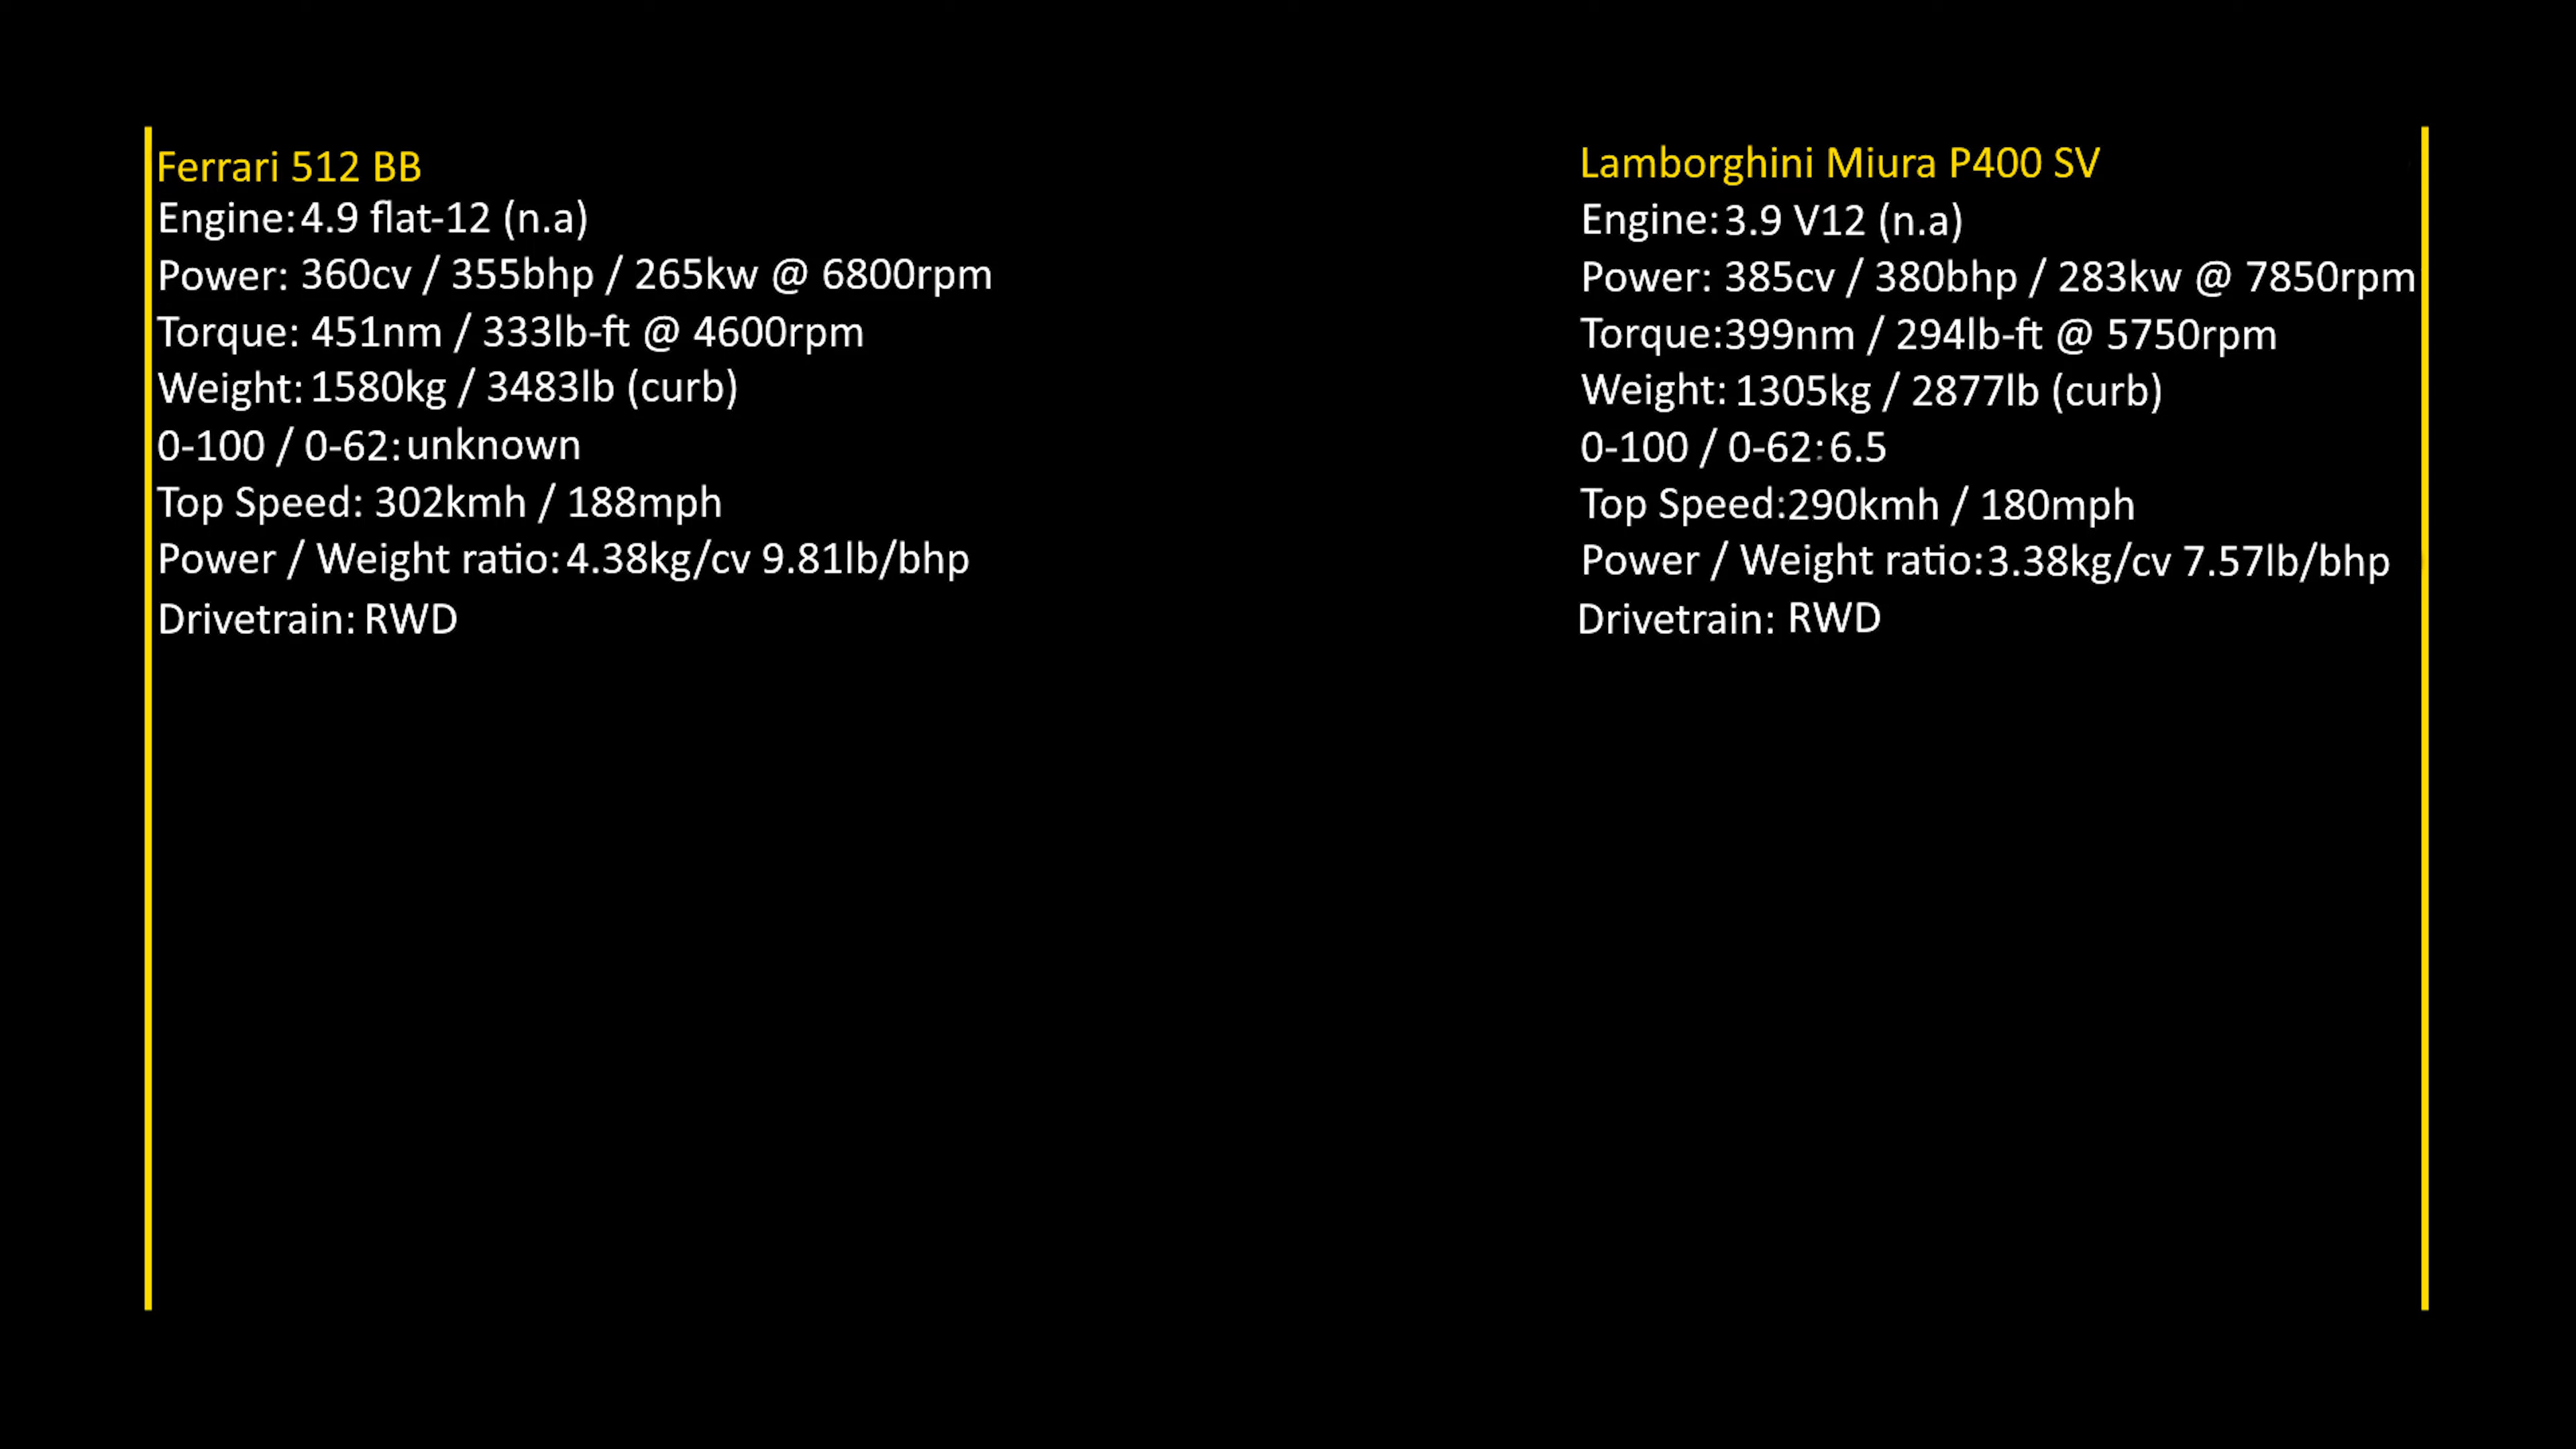 Ferrari 512 BB
Engine: 4.9 flat-12 (n.a)
Power: 360cv / 355bhp / 265kw @ 6800rpm
Torque: 451nm / 333lb-ft @ 4600rpm
Weight: 1580kg / 3483lb (curb)
0-100 / 0-62: unknown
Top Speed: 302kmh / 188mph
Power / Weight ratio: 4.38kg/cv 9.81lb/bhp
Drivetrain: RWD
Lamborghini Miura P400 SV
Engine: 3.9 V12 (n.a)
Power: 385cv / 380bhp / 283kw @ 7850rpm
Torque: 399nm / 294lb-ft @ 5750rpm
Weight: 1305kg / 2877lb (curb)
0-100 / 0-62: 6.5
Top Speed: 290kmh / 180mph
Power / Weight ratio: 3.38kg/cv 7.57lb/bhp
Drivetrain: RWD